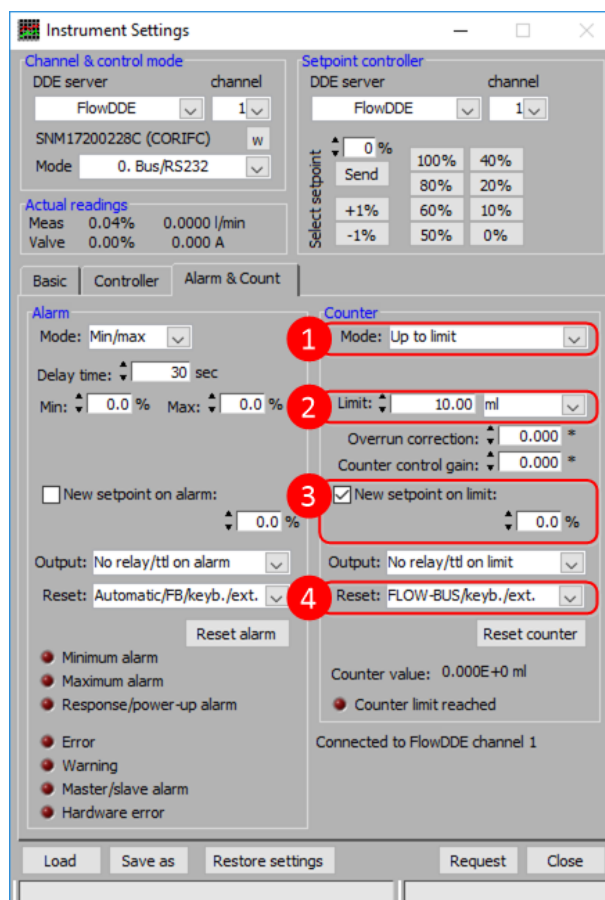 Instrument Settings
Channel & control mode
DDE server channel
FlowDDE 1
SNM17200228C (CORIFC) w
Mode 0. Bus/RS232
Setpoint controller
DDE server channel
FlowDDE 1
Select setpoint
0 %
Send
+1%
-1%
100% 40%
80% 20%
60% 10%
50% 0%
Actual readings
Meas 0.04% 0.0000 l/min
Valve 0.00% 0.000 A
Basic Controller Alarm & Count
Alarm
Mode: Min/max
Delay time: 30 sec
Min: 0.0 % Max: 0.0 %
New setpoint on alarm:
0.0 %
Output: No relay/ttl on alarm
Reset: Automatic/FB/keyb./ext.
Reset alarm
Minimum alarm
Maximum alarm
Response/power-up alarm
Error
Warning
Master/slave alarm
Hardware error
Counter
1 Mode: Up to limit
2 Limit: 10.00 ml
Overrun correction: 0.000 *
Counter control gain: 0.000 *
3 New setpoint on limit:
0.0 %
Output: No relay/ttl on limit
4 Reset: FLOW-BUS/keyb./ext.
Reset counter
Counter value: 0.000E+0 ml
Counter limit reached
Connected to FlowDDE channel 1
Load Save as Restore settings Request Close